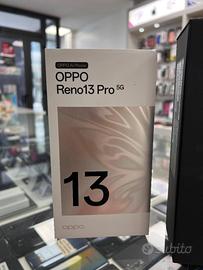 OPPO AI Phone
OPPO
Reno13 Pro 5G
13
oppo
subito